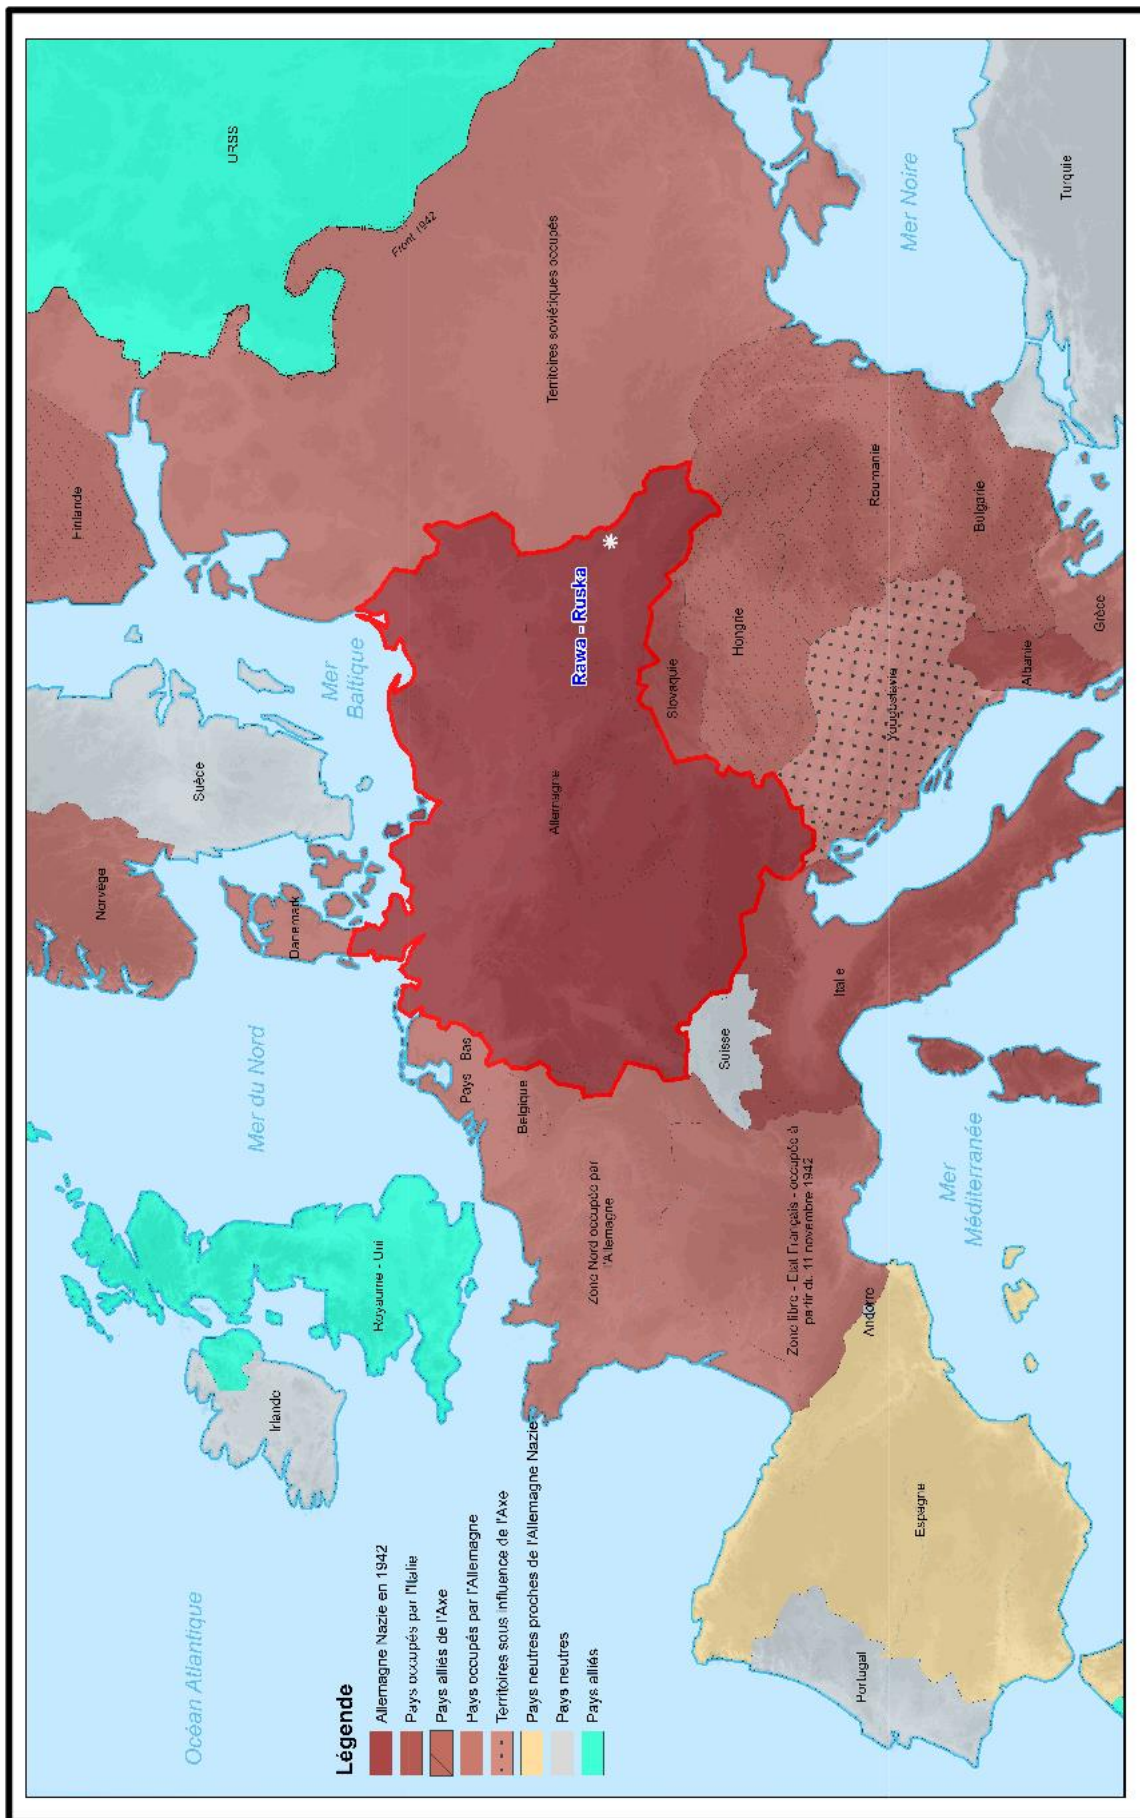 Océan Atlantique
Mer du Nord
Mer
Baltique
Mer Noire
Mer
Méditerranée
Norvège
Suède
Finlande
URSS
Danemark
Front 1942
Irlande
Royaume - Uni
Pays Bas
Belgique
Allemagne
Territoires soviétiques occupés
Rawa - Ruska
Zone Nord occupée par
l'Allemagne
Slovaquie
Suisse
Hongrie
Zone libre - Etat Français - occupée à
partir du 11 novembre 1942
Italie
Roumanie
Yougoslavie
Andorre
Bulgarie
Albanie
Grèce
Turquie
Portugal
Espagne
Légende
Allemagne Nazie en 1942
Pays occupés par l'Italie
Pays alliés de l'Axe
Pays occupés par l'Allemagne
Territoires sous influence de l'Axe
Pays neutres proches de l'Allemagne Nazie
Pays neutres
Pays alliés